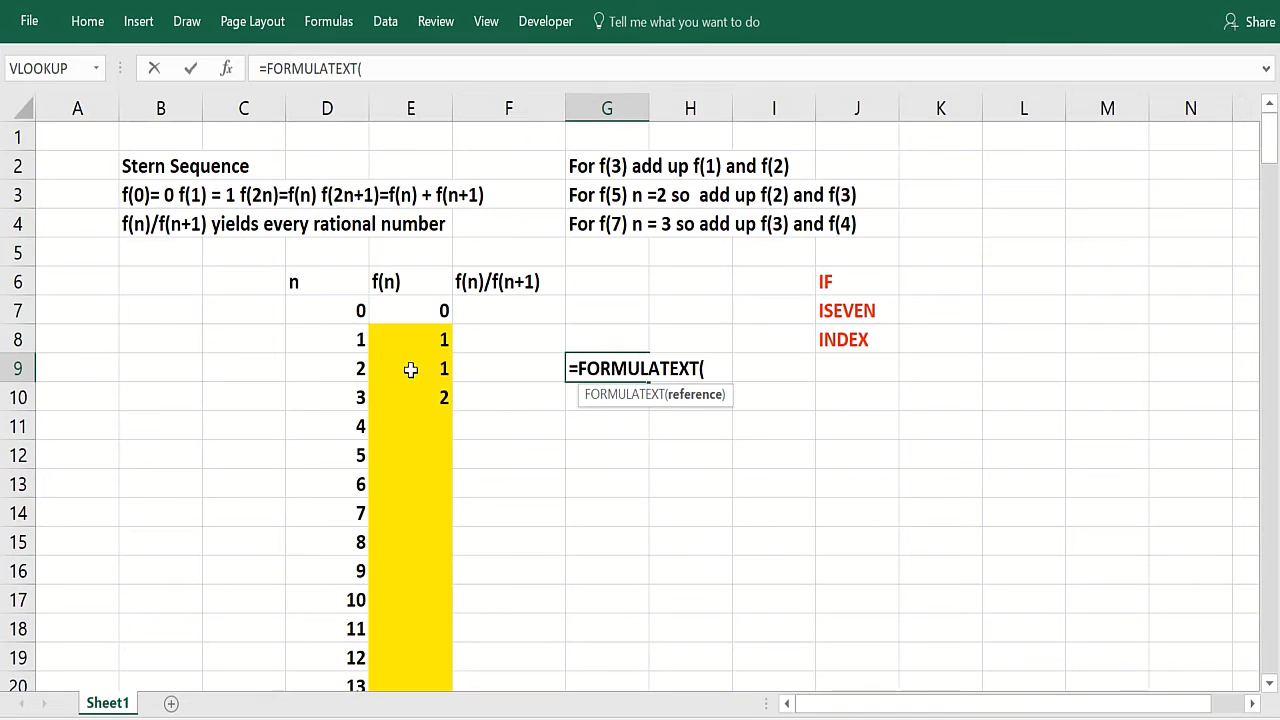 File Home Insert Draw Page Layout Formulas Data Review View Developer Tell me what you want to do Share
VLOOKUP fx =FORMULATEXT(
A B C D E F G H I J K L M N
1
2 Stern Sequence For f(3) add up f(1) and f(2)
3 f(0)= 0 f(1) = 1 f(2n)=f(n) f(2n+1)=f(n) + f(n+1) For f(5) n =2 so add up f(2) and f(3)
4 f(n)/f(n+1) yields every rational number For f(7) n = 3 so add up f(3) and f(4)
5
6 n f(n) f(n)/f(n+1) IF
7 0 0 ISEVEN
8 1 1 INDEX
9 2 1 =FORMULATEXT(
10 3 2 FORMULATEXT(reference)
11 4
12 5
13 6
14 7
15 8
16 9
17 10
18 11
19 12
20 13
Sheet1